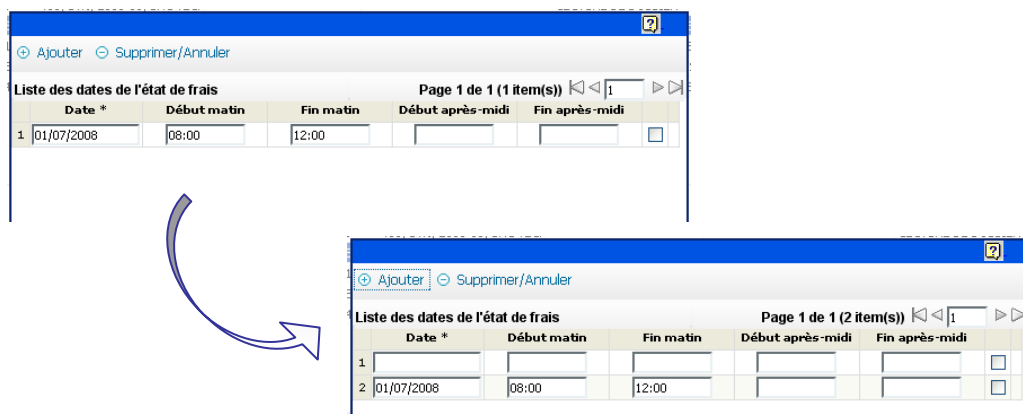 Ajouter Supprimer/Annuler
Liste des dates de l'état de frais Page 1 de 1 (1 item(s)) 1
Date * Début matin Fin matin Début après-midi Fin après-midi
1 01/07/2008 08:00 12:00
Ajouter Supprimer/Annuler
Liste des dates de l'état de frais Page 1 de 1 (2 item(s)) 1
Date * Début matin Fin matin Début après-midi Fin après-midi
1
2 01/07/2008 08:00 12:00